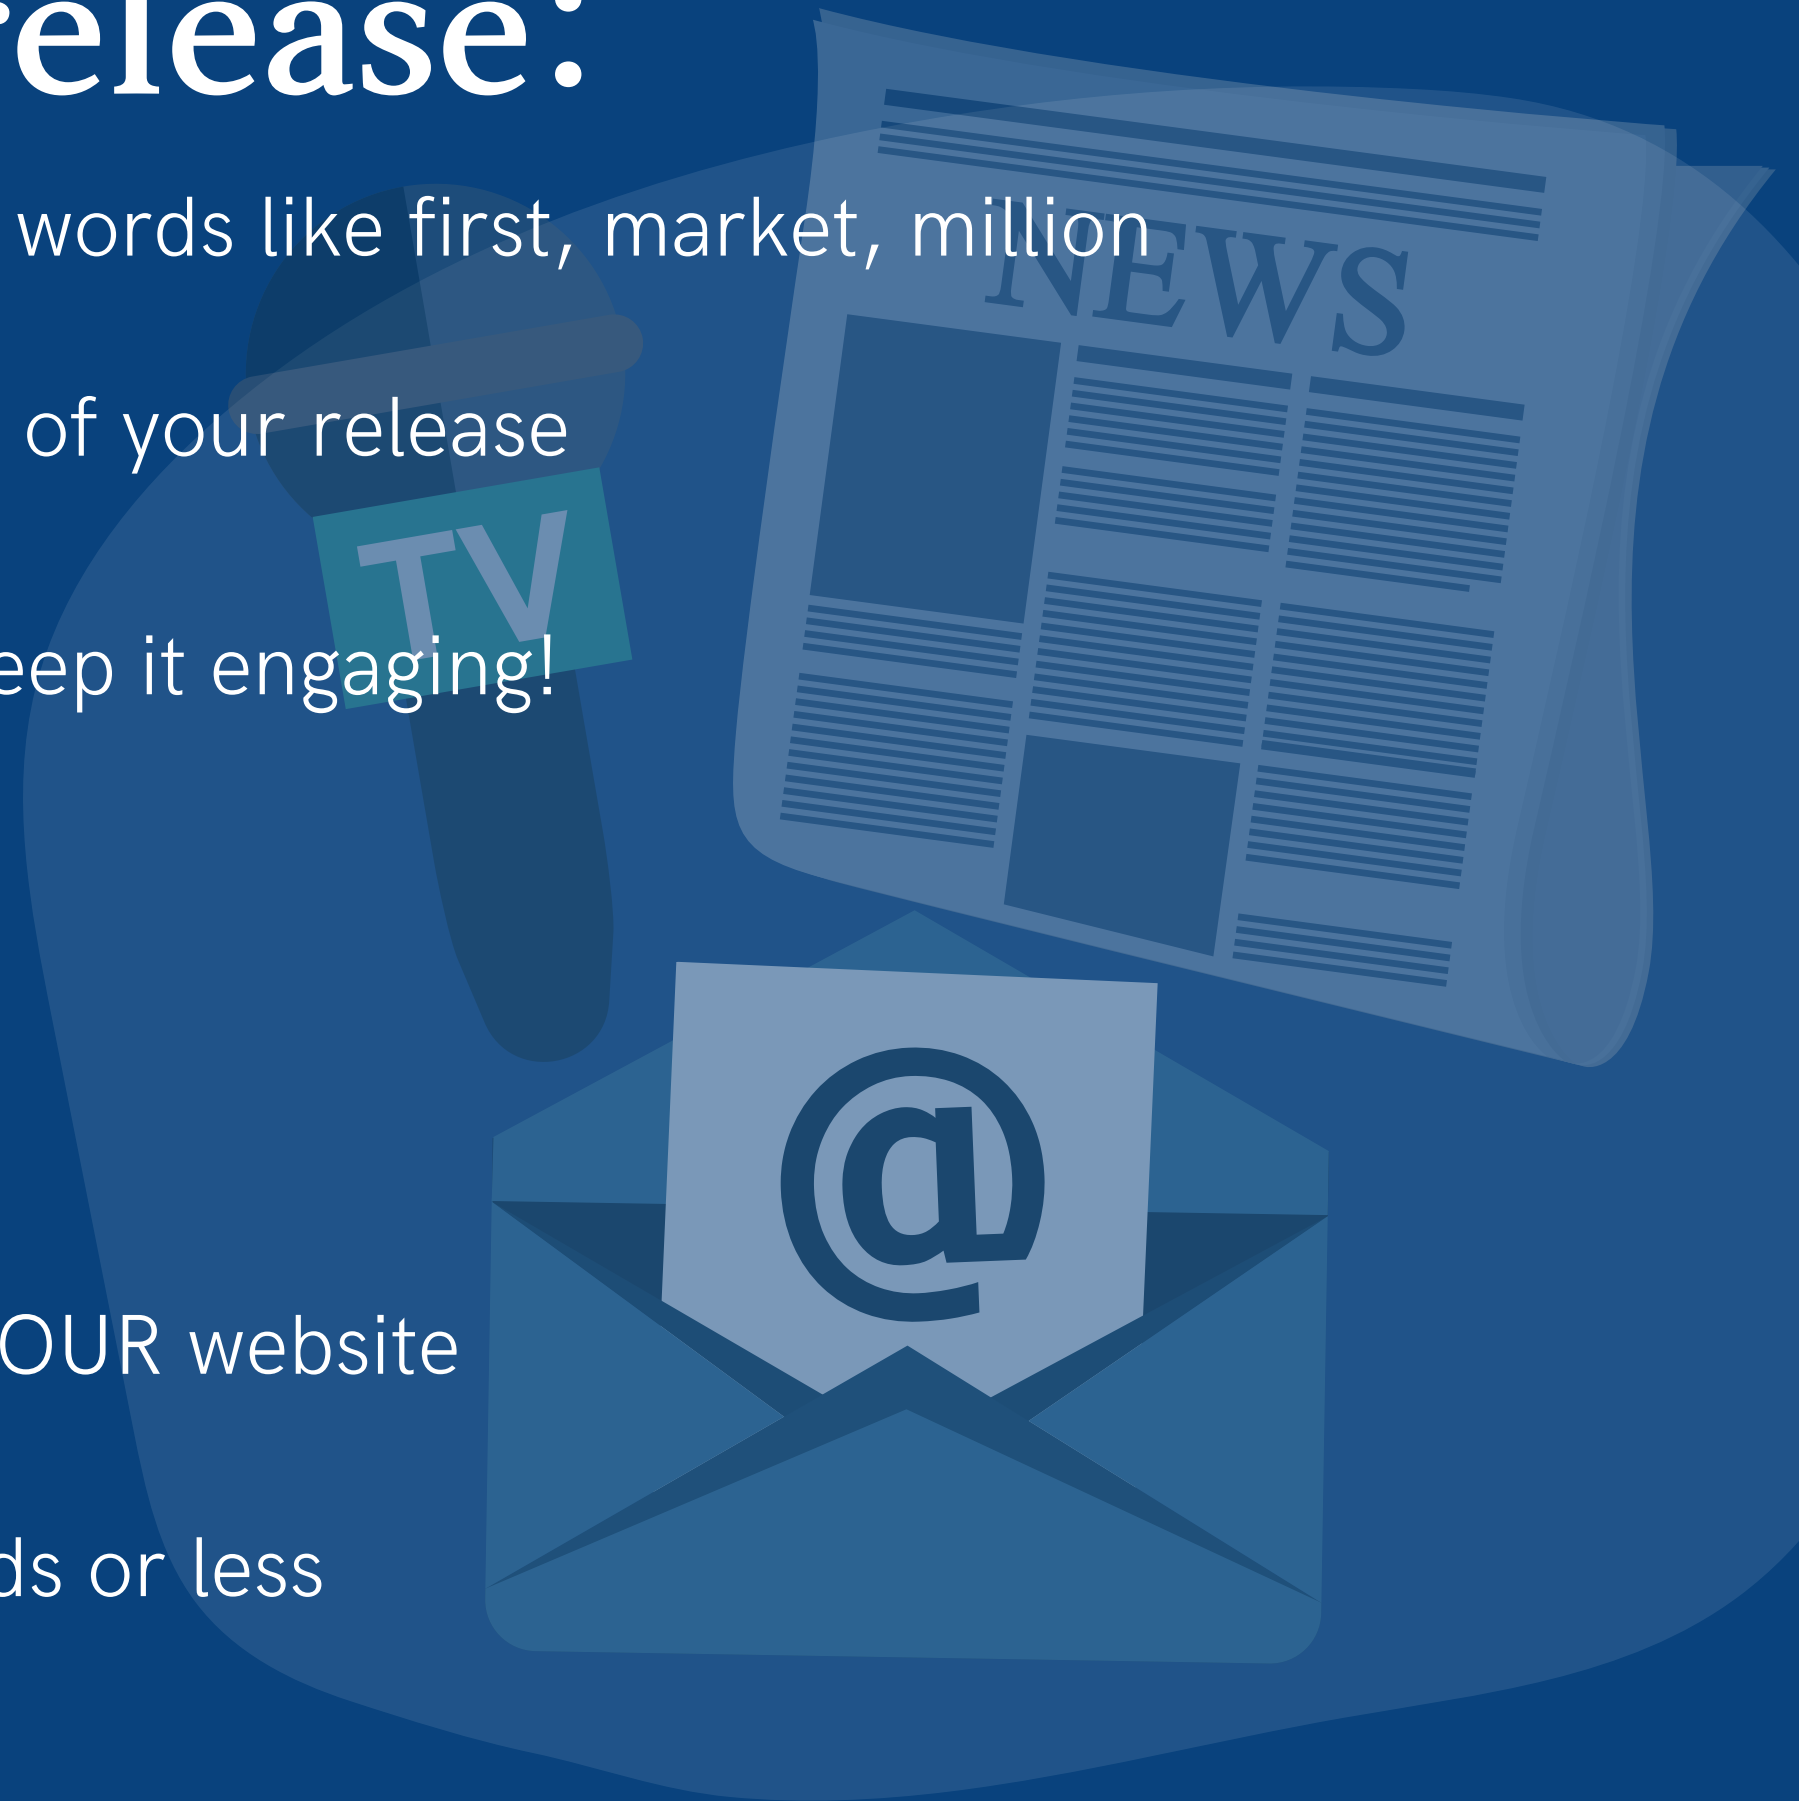 release:
words like first, market, million
NEWS
of your release
TV
eep it engaging!
@
OUR website
ds or less